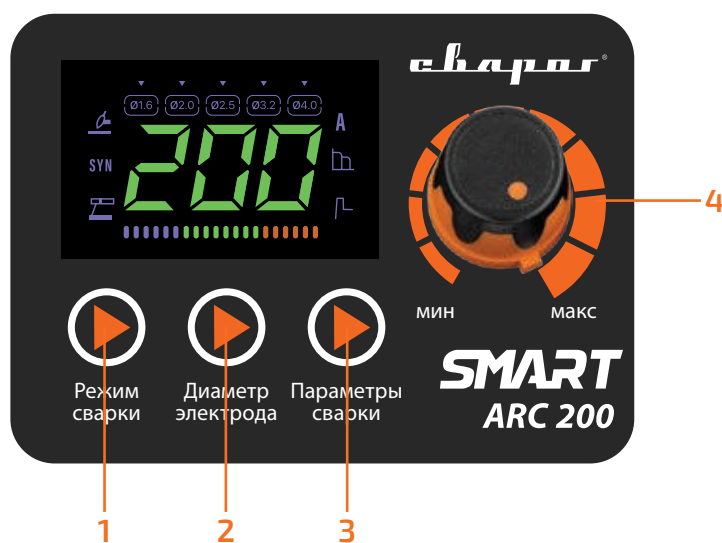 сварог®
Ø1.6 Ø2.0 Ø2.5 Ø3.2 Ø4.0
A
SYN
200
4
мин макс
Режим сварки
Диаметр электрода
Параметры сварки
SMART
ARC 200
1 2 3